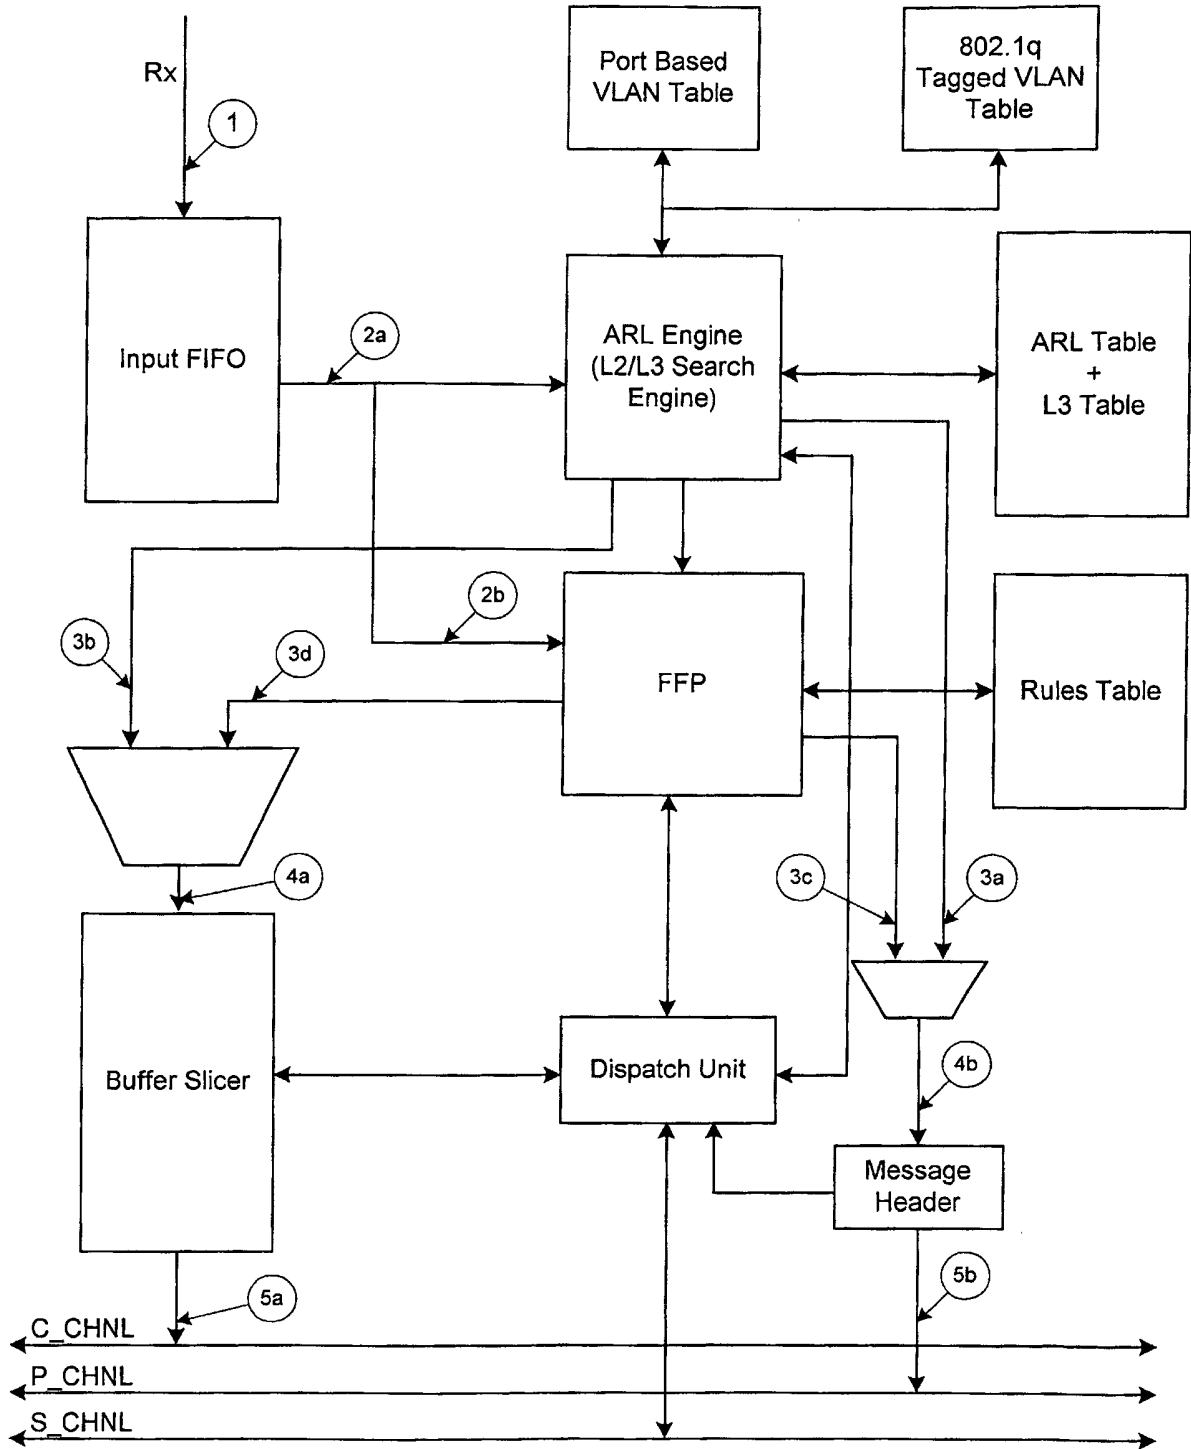 Rx
1
Port Based
VLAN Table
802.1q
Tagged VLAN
Table
Input FIFO
2a
ARL Engine
(L2/L3 Search
Engine)
ARL Table
+
L3 Table
2b
3b
3d
FFP
Rules Table
4a
3c
3a
Buffer Slicer
Dispatch Unit
4b
Message
Header
5a
5b
C_CHNL
P_CHNL
S_CHNL